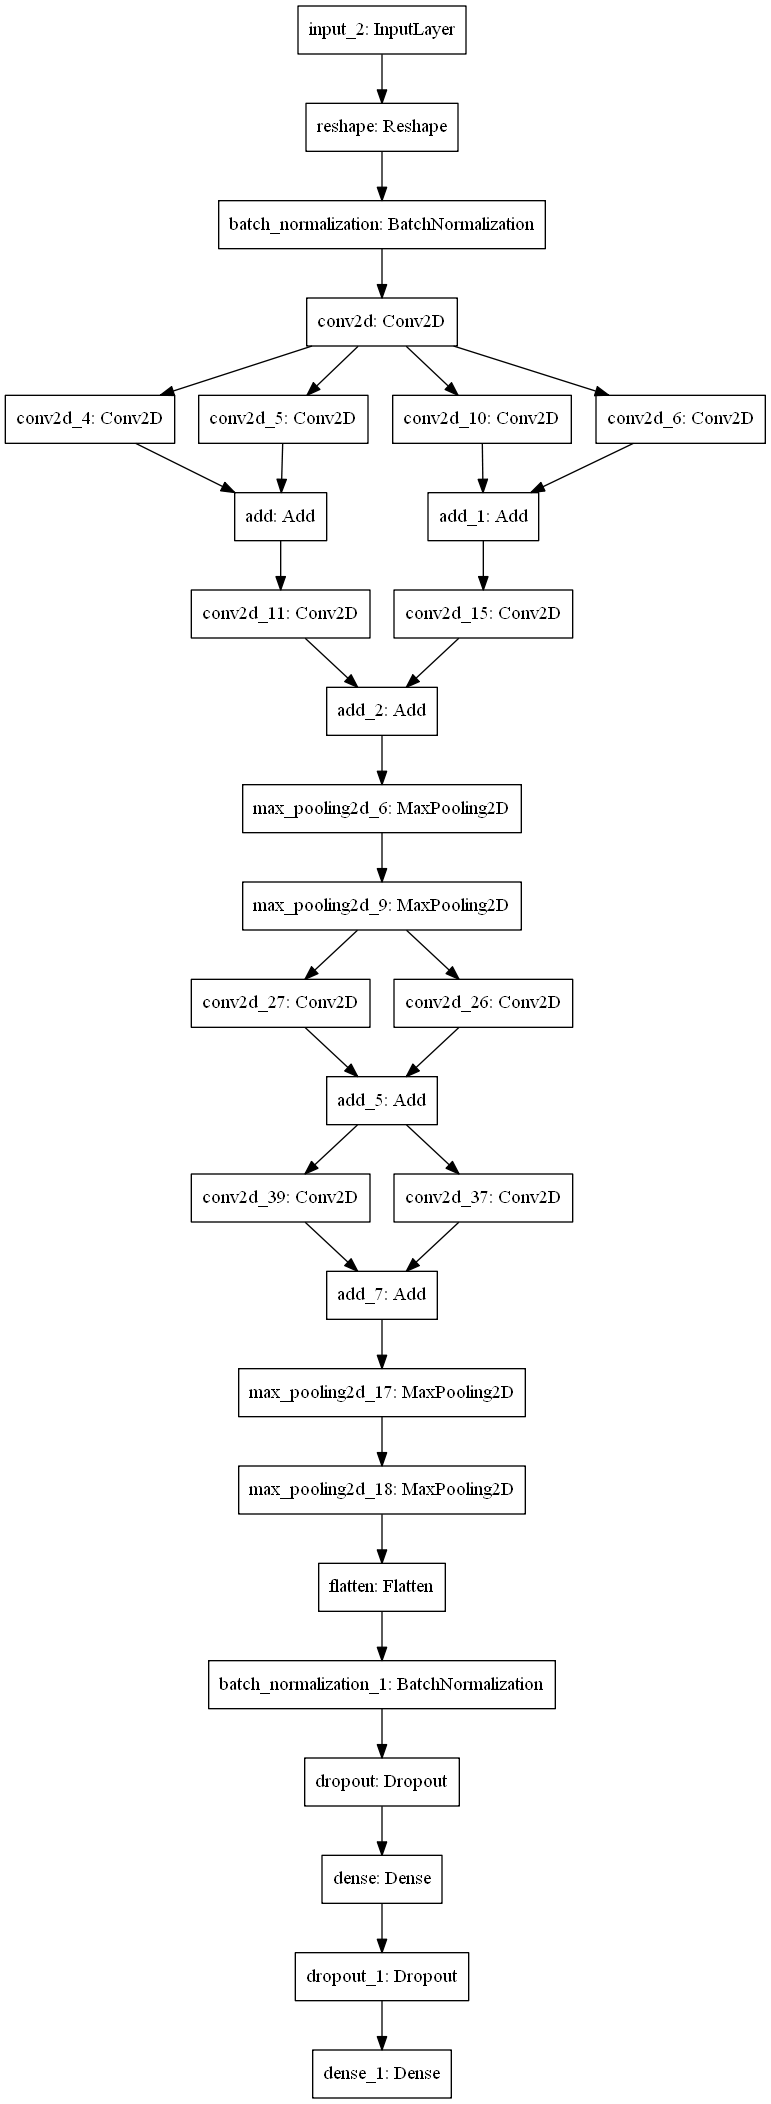 input_2: InputLayer
reshape: Reshape
batch_normalization: BatchNormalization
conv2d: Conv2D
conv2d_4: Conv2D
conv2d_5: Conv2D
conv2d_10: Conv2D
conv2d_6: Conv2D
add: Add
add_1: Add
conv2d_11: Conv2D
conv2d_15: Conv2D
add_2: Add
max_pooling2d_6: MaxPooling2D
max_pooling2d_9: MaxPooling2D
conv2d_27: Conv2D
conv2d_26: Conv2D
add_5: Add
conv2d_39: Conv2D
conv2d_37: Conv2D
add_7: Add
max_pooling2d_17: MaxPooling2D
max_pooling2d_18: MaxPooling2D
flatten: Flatten
batch_normalization_1: BatchNormalization
dropout: Dropout
dense: Dense
dropout_1: Dropout
dense_1: Dense